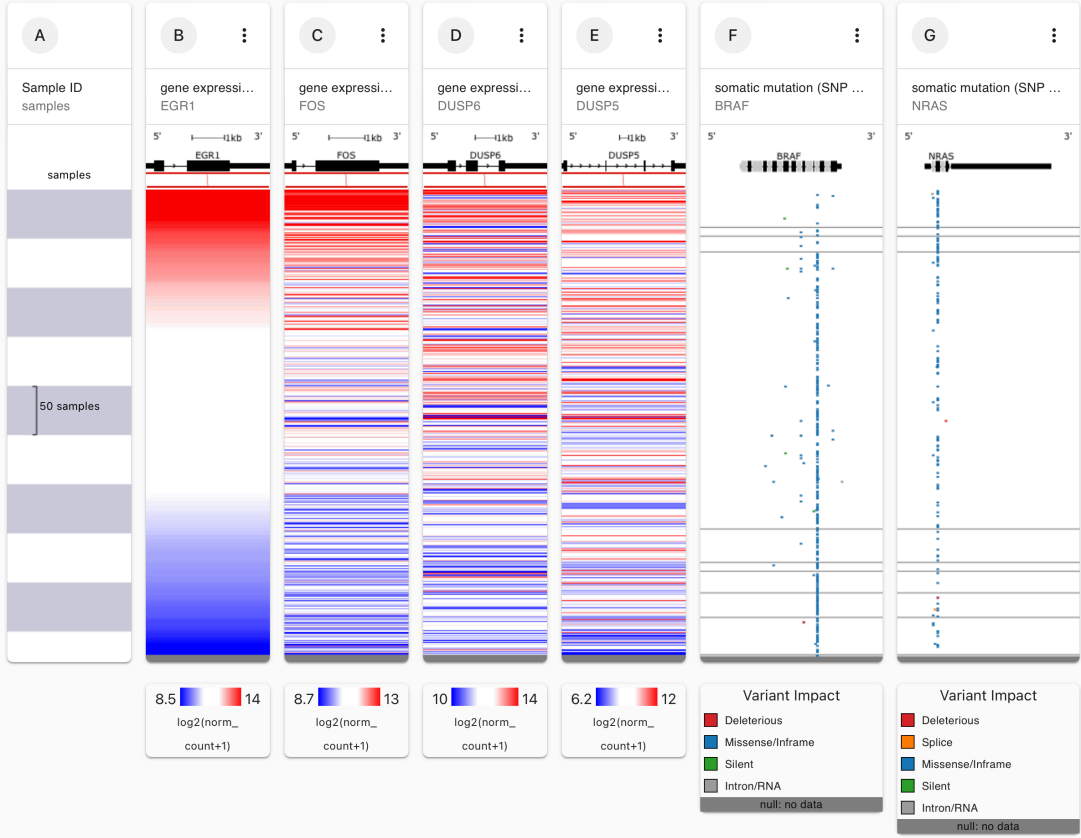 A
B
C
D
E
F
G
Sample ID
samples
gene expressi...
EGR1
gene expressi...
FOS
gene expressi...
DUSP6
gene expressi...
DUSP5
somatic mutation (SNP ...
BRAF
somatic mutation (SNP ...
NRAS
5' 1kb 3'
EGR1
5' 1kb 3'
FOS
5' 1kb 3'
DUSP6
5' 1kb 3'
DUSP5
5' 3'
BRAF
5' 3'
NRAS
samples
50 samples
8.5 14
log2(norm_
count+1)
8.7 13
log2(norm_
count+1)
10 14
log2(norm_
count+1)
6.2 12
log2(norm_
count+1)
Variant Impact
Deleterious
Missense/Inframe
Silent
Intron/RNA
null: no data
Variant Impact
Deleterious
Splice
Missense/Inframe
Silent
Intron/RNA
null: no data